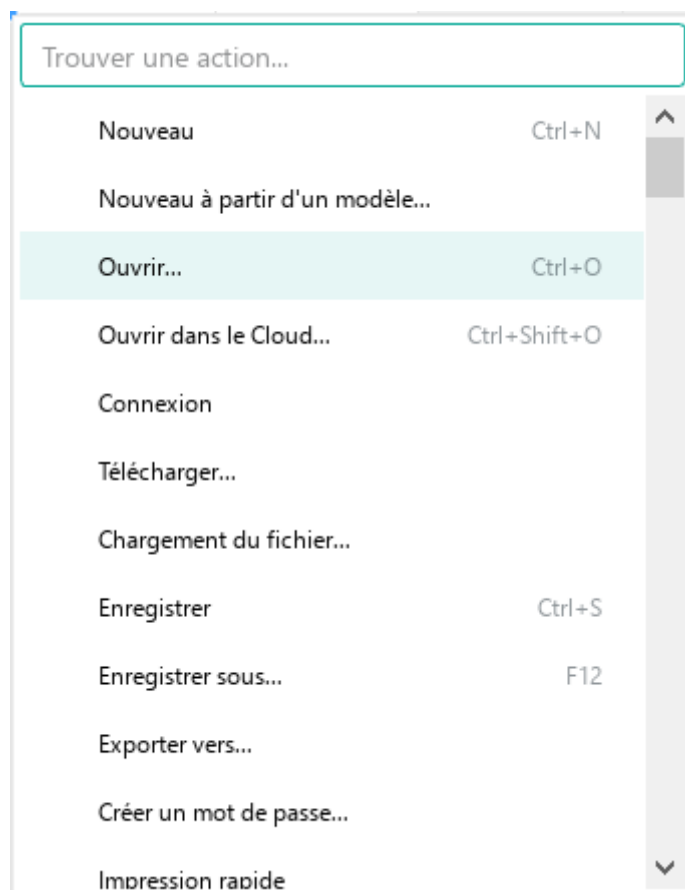 Trouver une action...
Nouveau Ctrl+N
Nouveau à partir d'un modèle...
Ouvrir... Ctrl+O
Ouvrir dans le Cloud... Ctrl+Shift+O
Connexion
Télécharger...
Chargement du fichier...
Enregistrer Ctrl+S
Enregistrer sous... F12
Exporter vers...
Créer un mot de passe...
Impression rapide